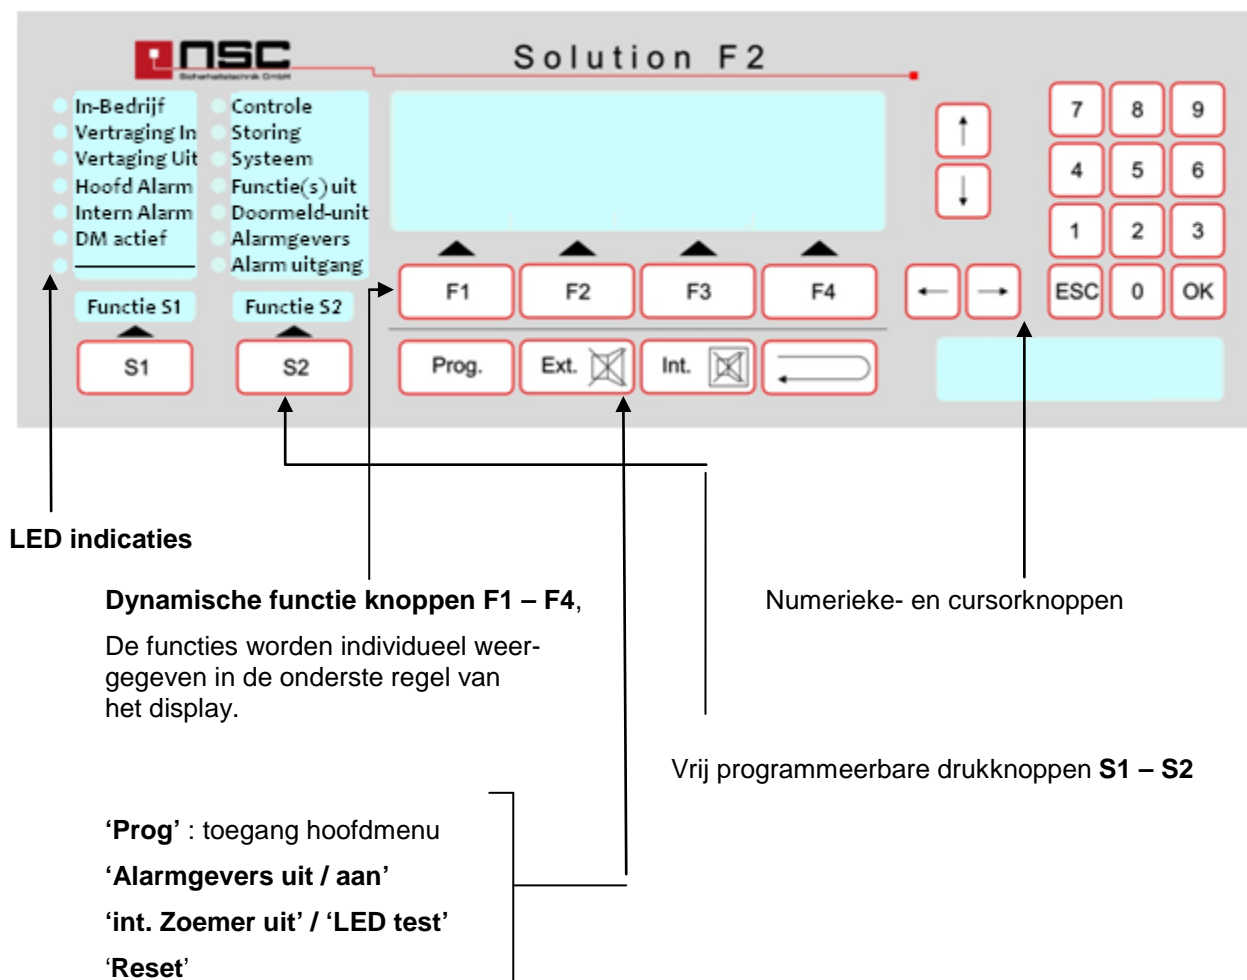 nsc
Sicherheitstechnik GmbH
Solution F2
In-Bedrijf
Vertraging In
Vertaging Uit
Hoofd Alarm
Intern Alarm
DM actief
Controle
Storing
Systeem
Functie(s) uit
Doormeld-unit
Alarmgevers
Alarm uitgang
Functie S1
Functie S2
S1
S2
F1
F2
F3
F4
Prog.
Ext.
Int.
7
8
9
4
5
6
1
2
3
ESC
0
OK
LED indicaties
Dynamische functie knoppen F1 – F4,
De functies worden individueel weer-
gegeven in de onderste regel van
het display.
Numerieke- en cursorknoppen
Vrij programmeerbare drukknoppen S1 – S2
‘Prog’ : toegang hoofdmenu
‘Alarmgevers uit / aan’
‘int. Zoemer uit’ / ‘LED test’
‘Reset’